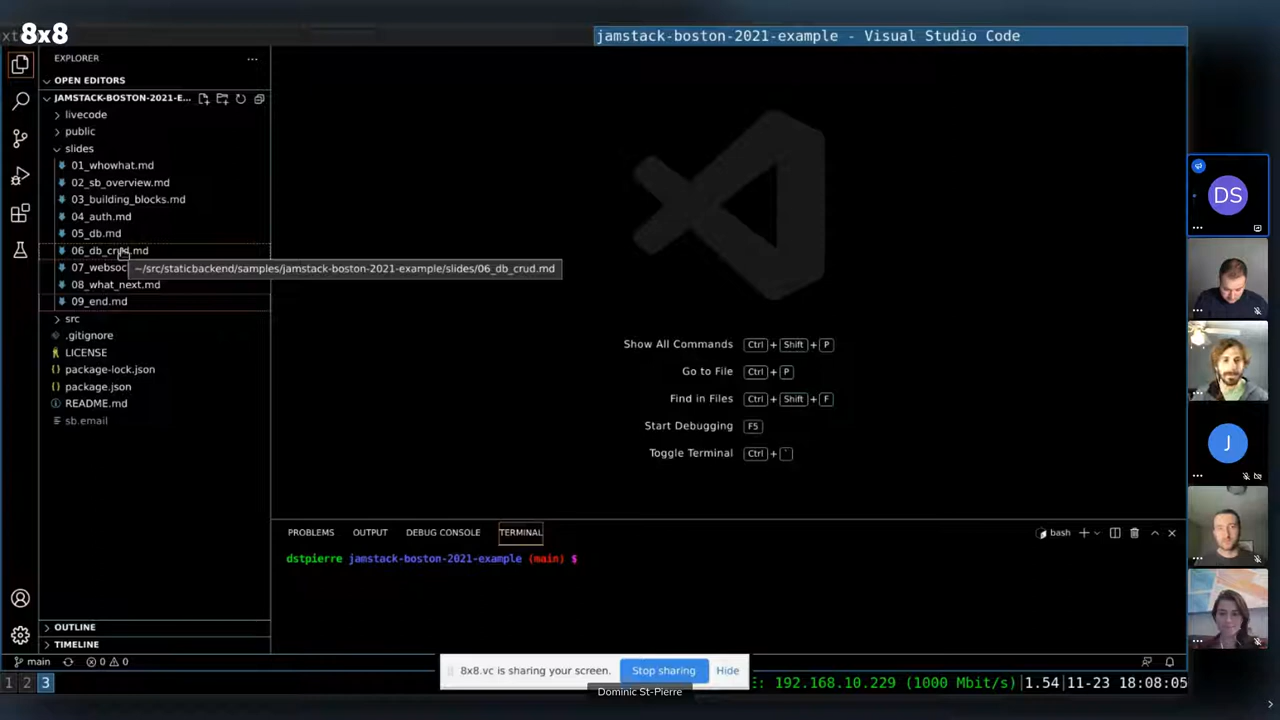 8x8
jamstack-boston-2021-example - Visual Studio Code
EXPLORER
OPEN EDITORS
JAMSTACK-BOSTON-2021-E...
livecode
public
slides
01_whowhat.md
02_sb_overview.md
03_building_blocks.md
04_auth.md
05_db.md
06_db_crud.md
07_websoc
~/src/staticbackend/samples/jamstack-boston-2021-example/slides/06_db_crud.md
08_what_next.md
09_end.md
src
.gitignore
LICENSE
package-lock.json
package.json
README.md
sb.email
Show All Commands Ctrl + Shift + P
Go to File Ctrl + P
Find in Files Ctrl + Shift + F
Start Debugging F5
Toggle Terminal Ctrl + `
DS
J
PROBLEMS OUTPUT DEBUG CONSOLE TERMINAL
bash
dstpierre jamstack-boston-2021-example (main) $
OUTLINE
TIMELINE
main 0 0
8x8.vc is sharing your screen. Stop sharing Hide
1 2 3
: 192.168.10.229 (1000 Mbit/s)|1.54|11-23 18:08:05
Dominic St-Pierre